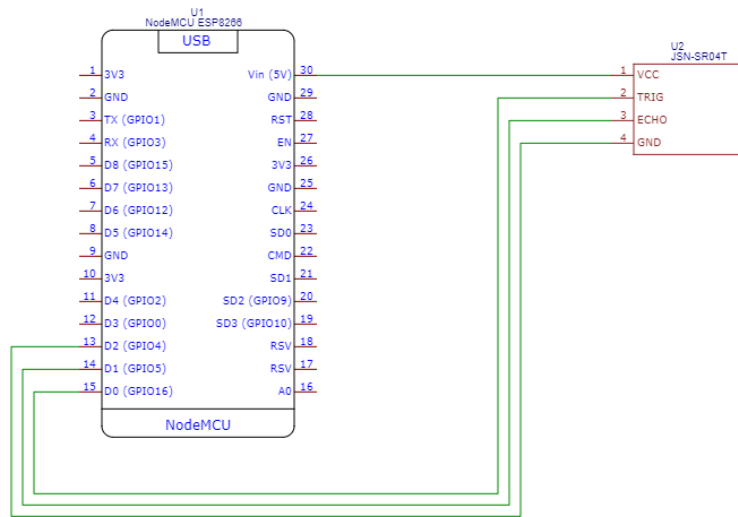 U1
NodeMCU ESP8266
USB
1 3V3
2 GND
3 TX (GPIO1)
4 RX (GPIO3)
5 D8 (GPIO15)
6 D7 (GPIO13)
7 D6 (GPIO12)
8 D5 (GPIO14)
9 GND
10 3V3
11 D4 (GPIO2)
12 D3 (GPIO0)
13 D2 (GPIO4)
14 D1 (GPIO5)
15 D0 (GPIO16)
Vin (5V) 30
GND 29
RST 28
EN 27
3V3 26
GND 25
CLK 24
SD0 23
CMD 22
SD1 21
SD2 (GPIO9) 20
SD3 (GPIO10) 19
RSV 18
RSV 17
A0 16
NodeMCU
U2
JSN-SR04T
1 VCC
2 TRIG
3 ECHO
4 GND